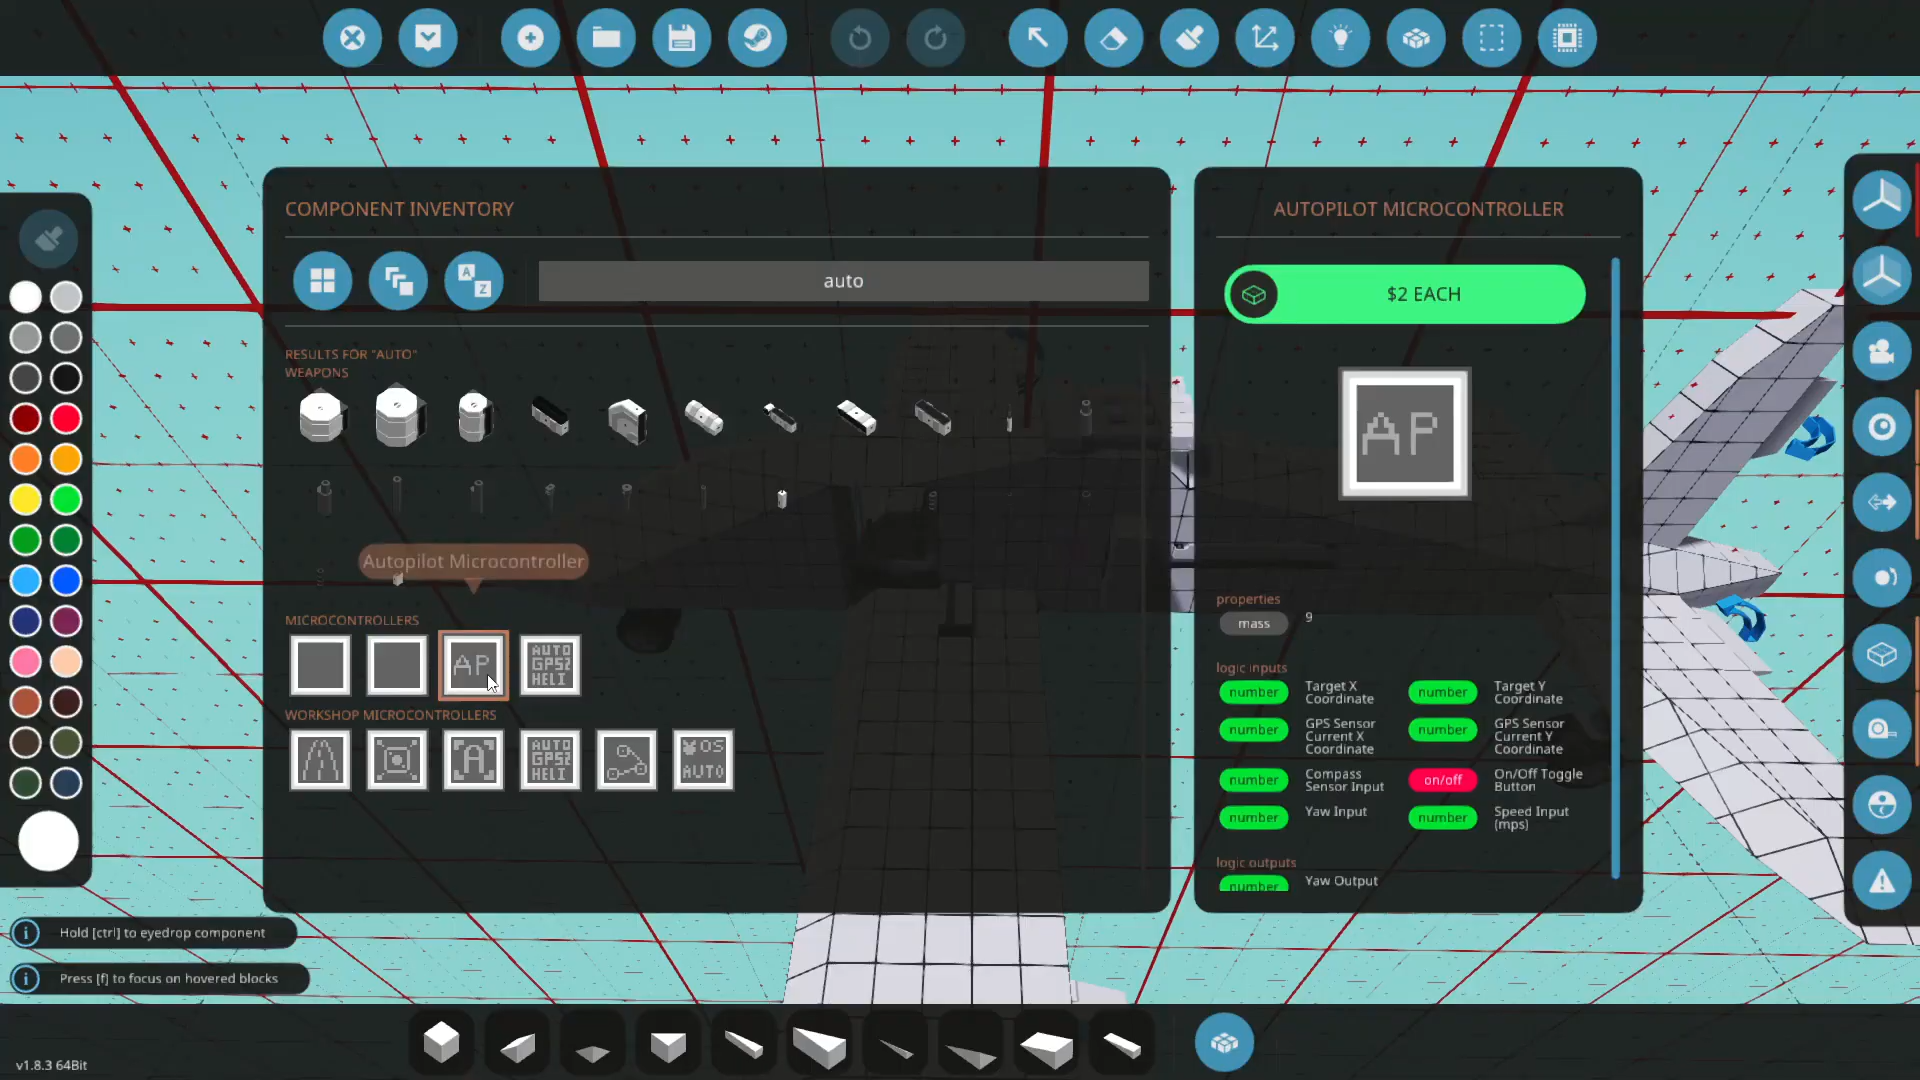 COMPONENT INVENTORY
A
Z
auto
RESULTS FOR "AUTO"
WEAPONS
Autopilot Microcontroller
MICROCONTROLLERS
AP
AUTO
GPS2
HELI
WORKSHOP MICROCONTROLLERS
A
AUTO
GPS2
HELI
¥OS
AUTO
AUTOPILOT MICROCONTROLLER
$2 EACH
AP
properties
mass 9
logic inputs
number Target X Coordinate
number Target Y Coordinate
number GPS Sensor Current X Coordinate
number GPS Sensor Current Y Coordinate
number Compass Sensor Input
on/off On/Off Toggle Button
number Yaw Input
number Speed Input (mps)
logic outputs
number Yaw Output
Hold [ctrl] to eyedrop component
Press [f] to focus on hovered blocks
v1.8.3 64Bit